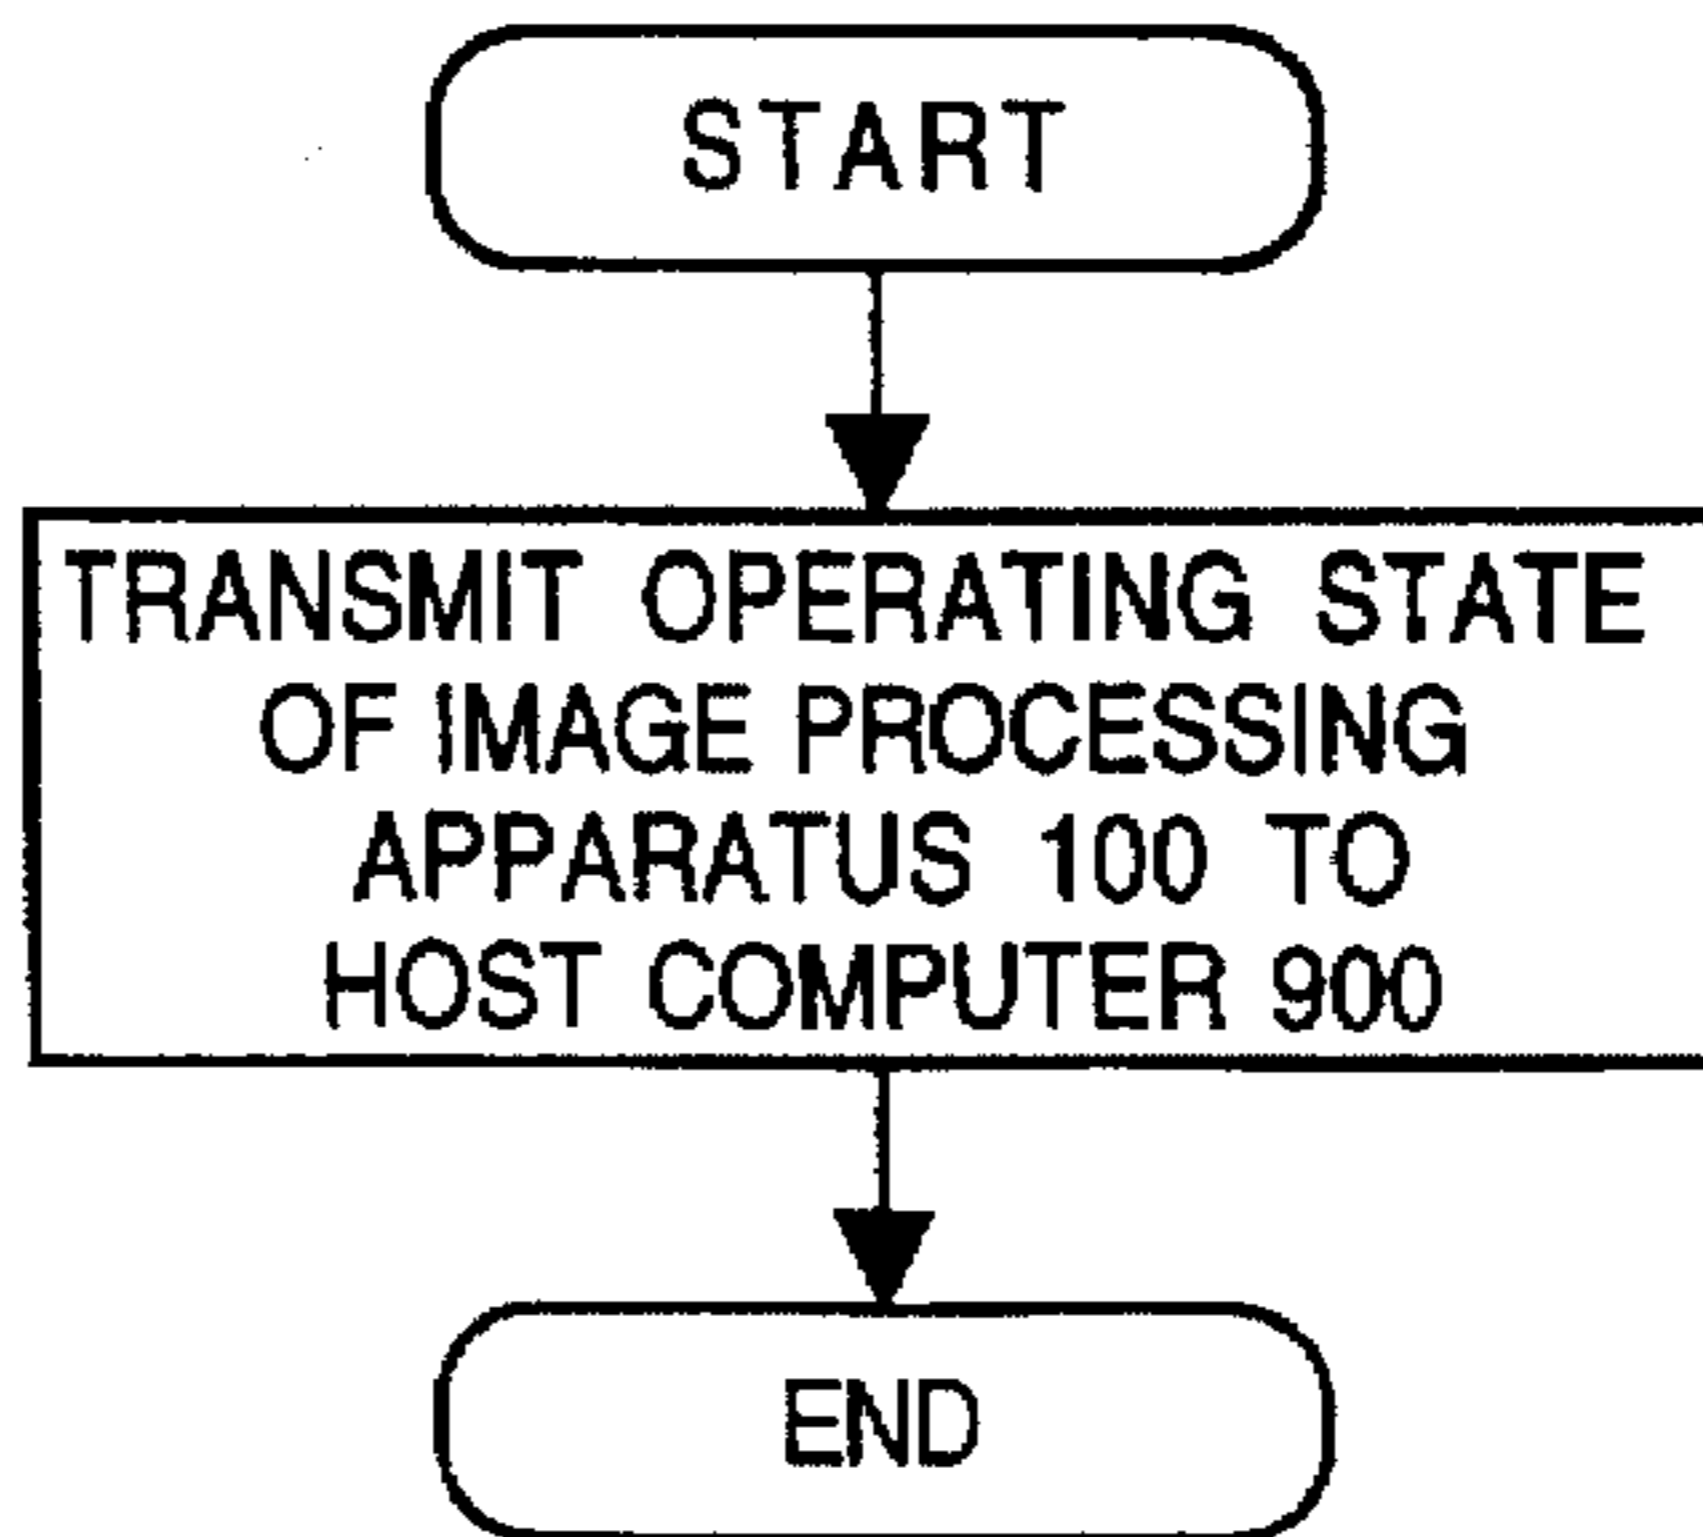 START
TRANSMIT OPERATING STATE
OF IMAGE PROCESSING
APPARATUS 100 TO
HOST COMPUTER 900
END